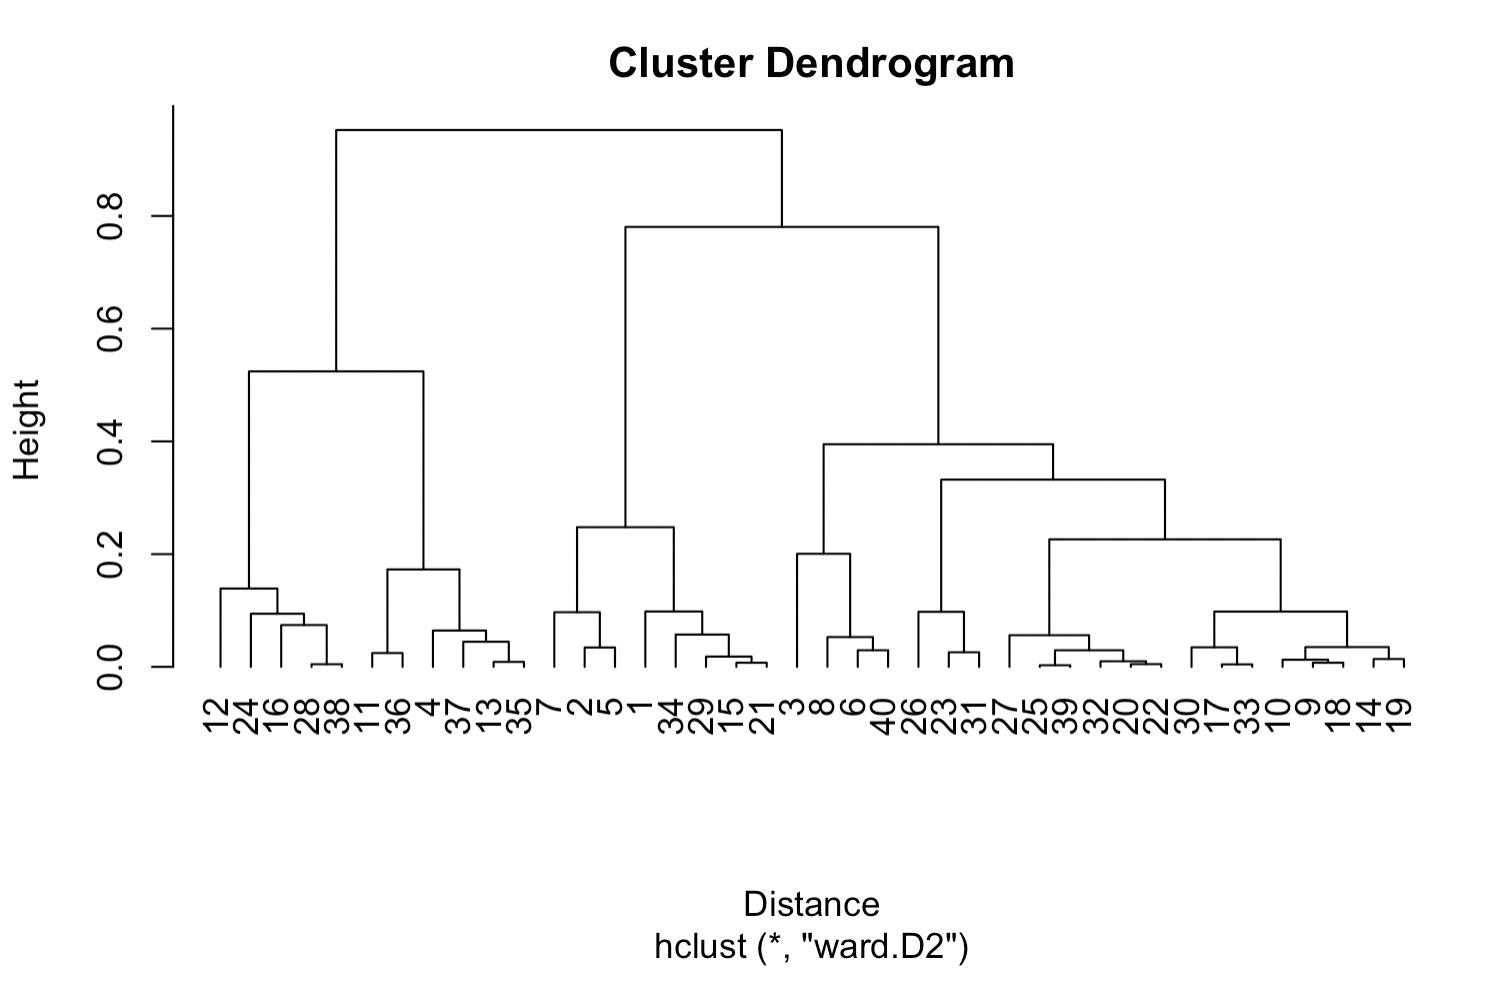 Cluster Dendrogram
Height
0.0 0.2 0.4 0.6 0.8
12 24 16 28 38 11 36 4 37 13 35 7 2 5 1 34 29 15 21 3 8 6 40 26 23 31 27 25 39 32 20 22 30 17 33 10 9 18 14 19
Distance
hclust (*, "ward.D2")